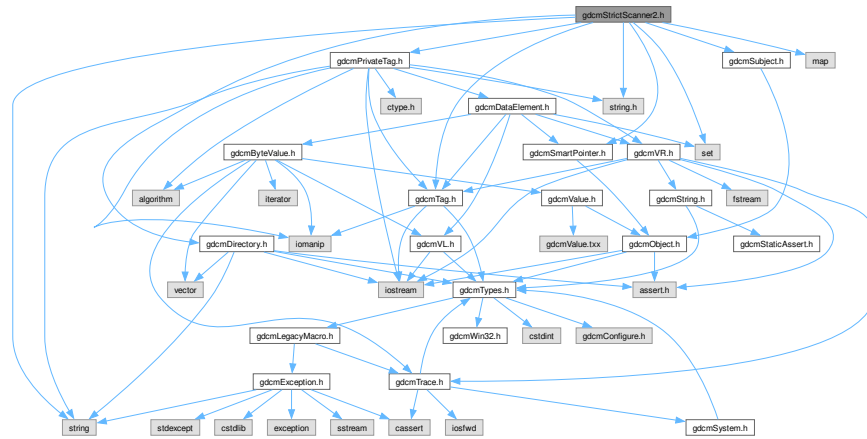 gdcmStrictScanner2.h
gdcmPrivateTag.h
gdcmSubject.h
map
ctype.h
gdcmDataElement.h
string.h
gdcmByteValue.h
gdcmSmartPointer.h
gdcmVR.h
set
algorithm
iterator
gdcmTag.h
gdcmValue.h
gdcmString.h
fstream
gdcmDirectory.h
iomanip
gdcmVL.h
gdcmValue.txx
gdcmObject.h
gdcmStaticAssert.h
vector
iostream
gdcmTypes.h
assert.h
gdcmLegacyMacro.h
gdcmWin32.h
cstdint
gdcmConfigure.h
gdcmException.h
gdcmTrace.h
string
stdexcept
cstdlib
exception
sstream
cassert
iosfwd
gdcmSystem.h